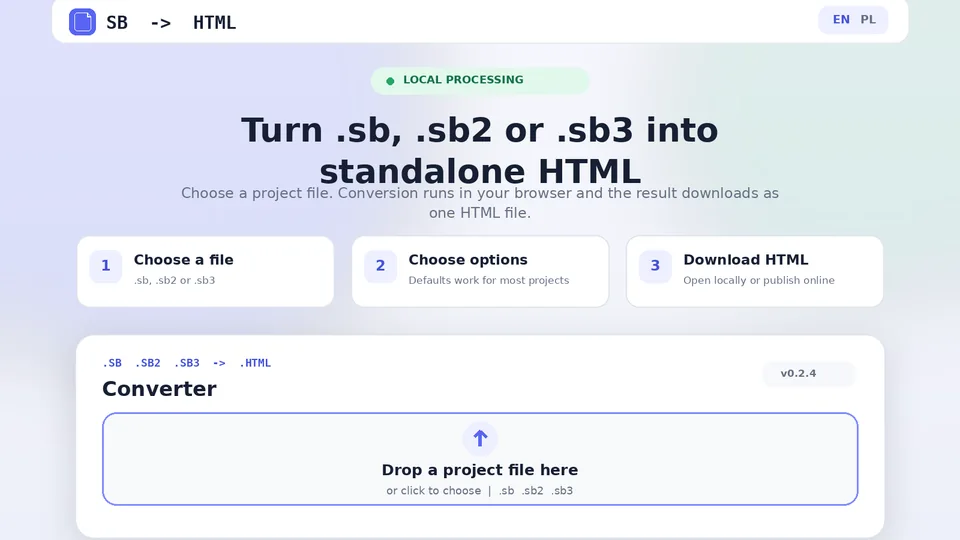 SB -> HTML
EN PL
LOCAL PROCESSING
Turn .sb, .sb2 or .sb3 into
standalone HTML
Choose a project file. Conversion runs in your browser and the result downloads as
one HTML file.
1
Choose a file
.sb, .sb2 or .sb3
2
Choose options
Defaults work for most projects
3
Download HTML
Open locally or publish online
.SB .SB2 .SB3 -> .HTML
Converter
v0.2.4
Drop a project file here
or click to choose | .sb .sb2 .sb3